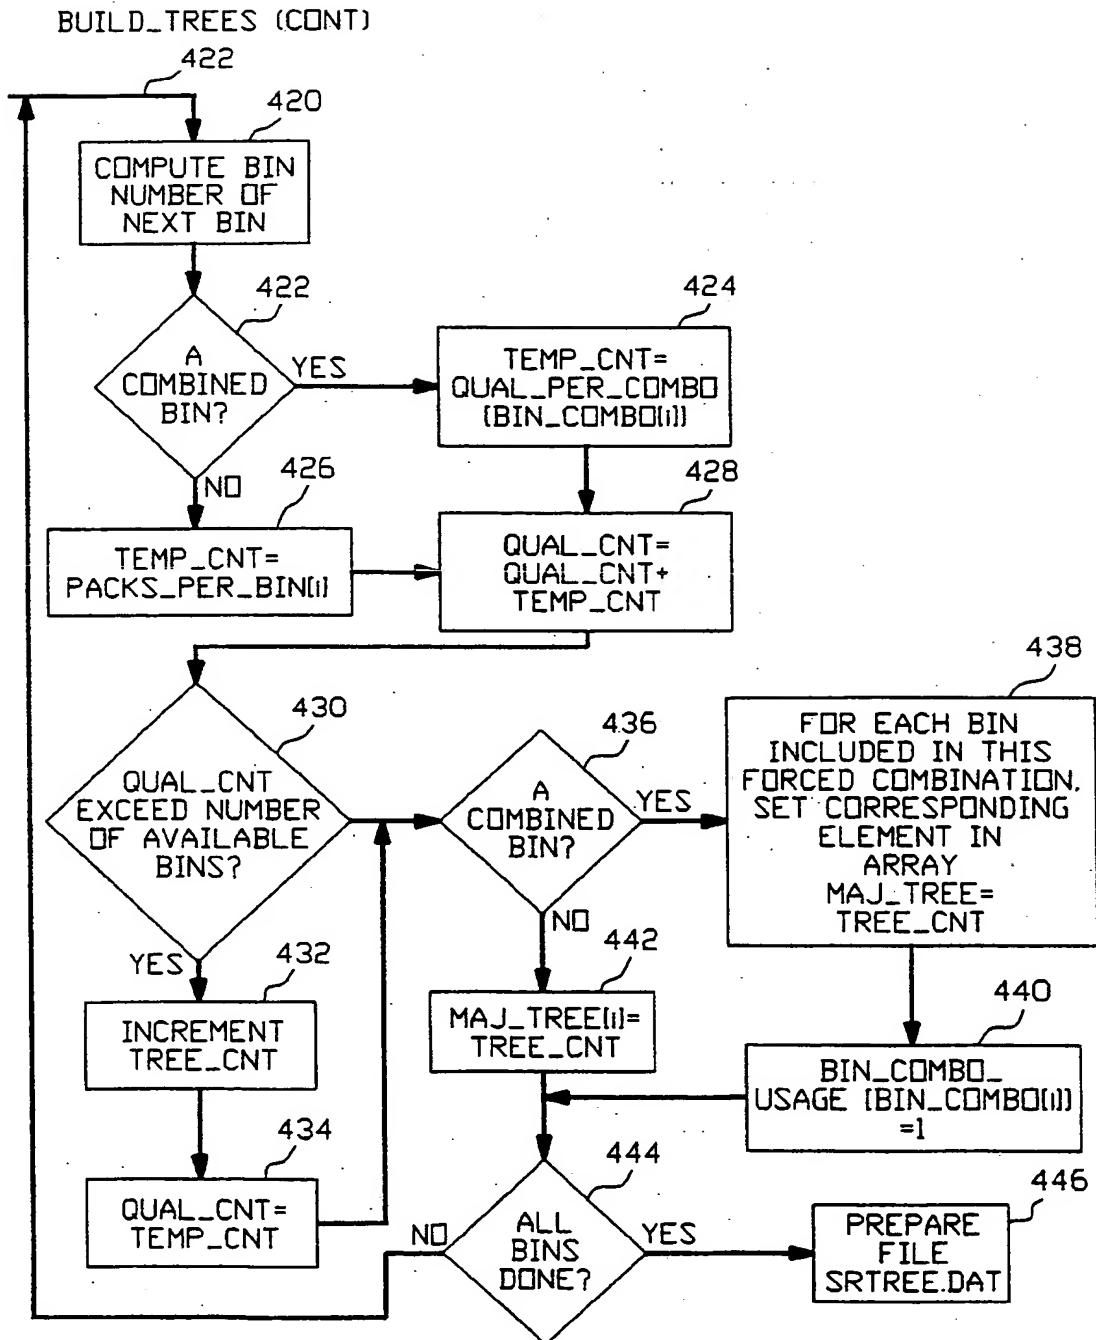 BUILD_TREES (CONT)
422
420
COMPUTE BIN
NUMBER OF
NEXT BIN
422
A
COMBINED
BIN?
YES
NO
424
TEMP_CNT=
QUAL_PER_COMBO
(BIN_COMBO(i))
426
TEMP_CNT=
PACKS_PER_BIN(i)
428
QUAL_CNT=
QUAL_CNT+
TEMP_CNT
430
QUAL_CNT
EXCEED NUMBER
OF AVAILABLE
BINS?
YES
432
INCREMENT
TREE_CNT
434
QUAL_CNT=
TEMP_CNT
436
A
COMBINED
BIN?
YES
NO
438
FOR EACH BIN
INCLUDED IN THIS
FORCED COMBINATION,
SET CORRESPONDING
ELEMENT IN
ARRAY
MAJ_TREE=
TREE_CNT
440
BIN_COMBO_
USAGE (BIN_COMBO(i))
=1
442
MAJ_TREE(i)=
TREE_CNT
444
ALL
BINS
DONE?
NO
YES
446
PREPARE
FILE
SRTREE.DAT